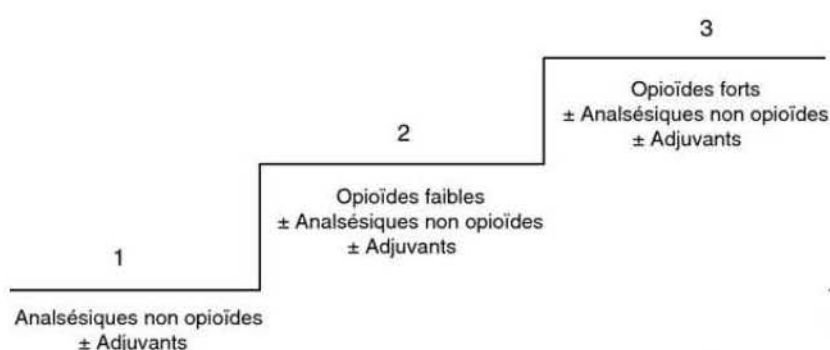 3
Opioïdes forts
± Analsésiques non opioïdes
± Adjuvants
2
Opioïdes faibles
± Analsésiques non opioïdes
± Adjuvants
1
Analsésiques non opioïdes
± Adjuvants